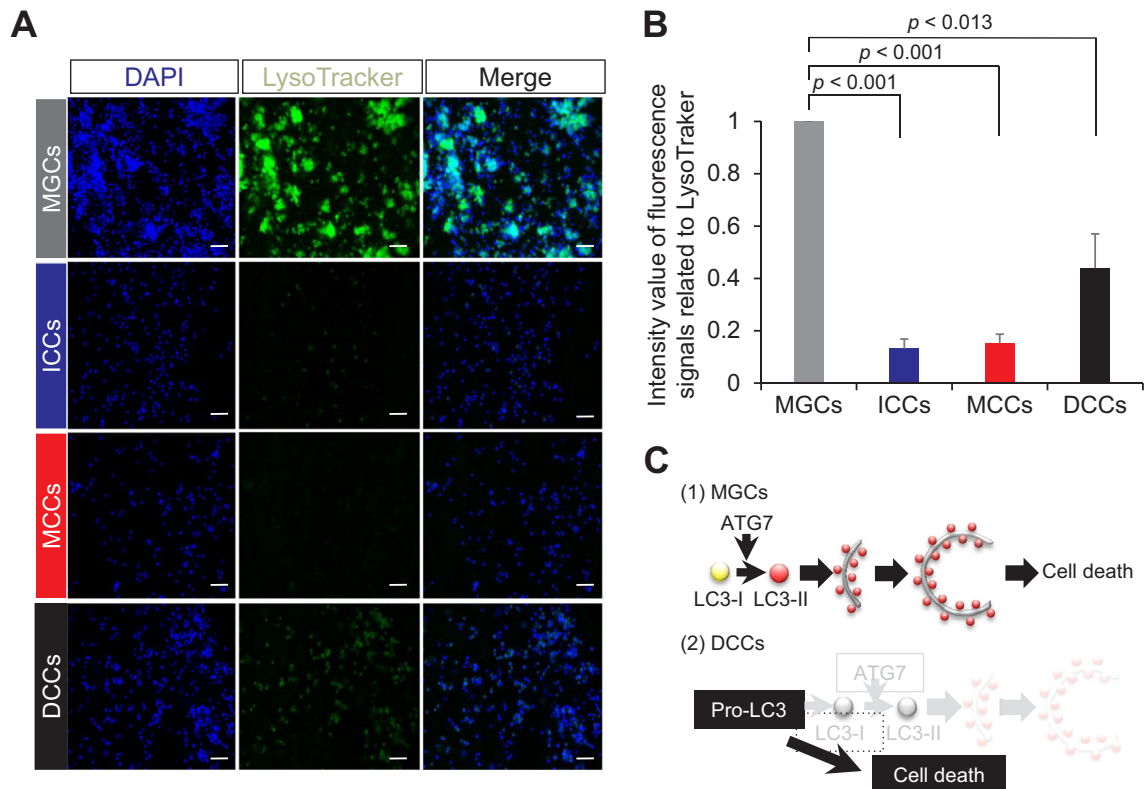 A
DAPI
LysoTracker
Merge
MGCs
ICCs
MCCs
DCCs
B
p < 0.013
p < 0.001
p < 0.001
Intensity value of fluorescence
signals related to LysoTraker
1
0.8
0.6
0.4
0.2
0
MGCs
ICCs
MCCs
DCCs
C
(1) MGCs
ATG7
LC3-I
LC3-II
Cell death
(2) DCCs
ATG7
Pro-LC3
LC3-I
LC3-II
Cell death